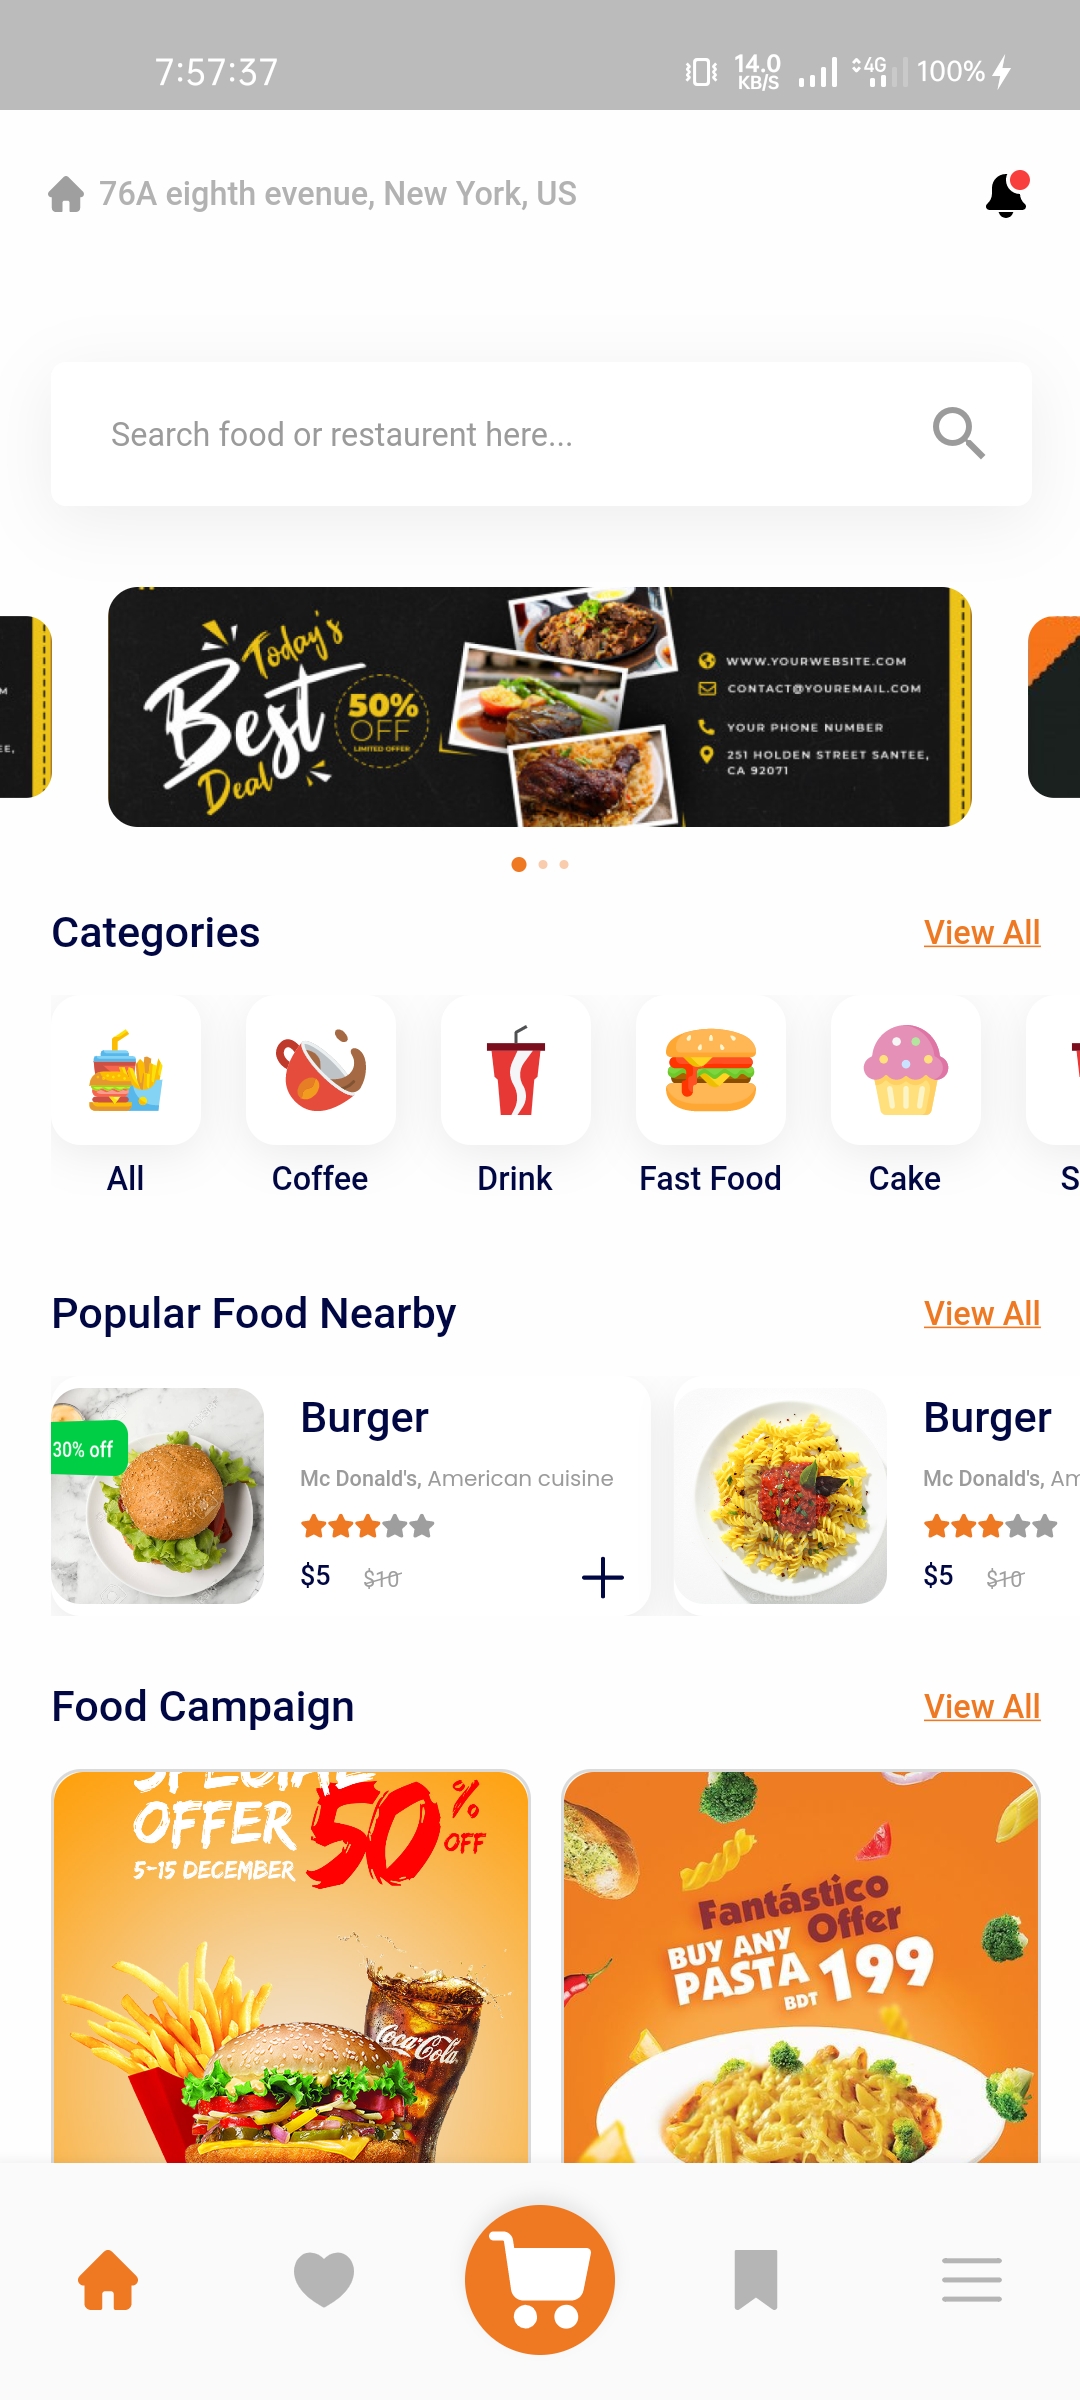 7:57:37
14.0 KB/S 4G 100%
76A eighth evenue, New York, US
Search food or restaurent here...
Today's
Best
Deal
50%
OFF
LIMITED OFFER
WWW.YOURWEBSITE.COM
CONTACT@YOUREMAIL.COM
YOUR PHONE NUMBER
251 HOLDEN STREET SANTEE,
CA 92071
Categories View All
All Coffee Drink Fast Food Cake S
Popular Food Nearby View All
30% off
Burger
Mc Donald's, American cuisine
$5 $10
Burger
Mc Donald's, Am
$5 $10
Food Campaign View All
SPECIAL
OFFER 50% OFF
5-15 DECEMBER
Coca-Cola
Fantástico
Offer
BUY ANY
PASTA 199
BDT